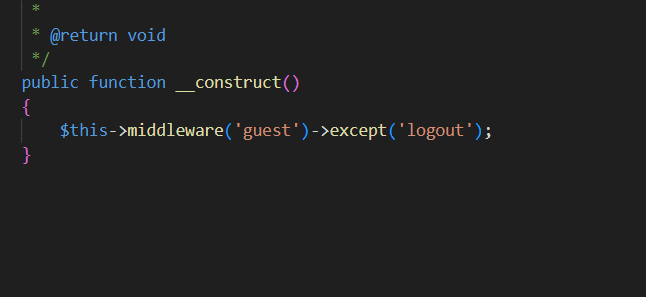 *
* @return void
*/
public function __construct()
{
$this->middleware('guest')->except('logout');
}